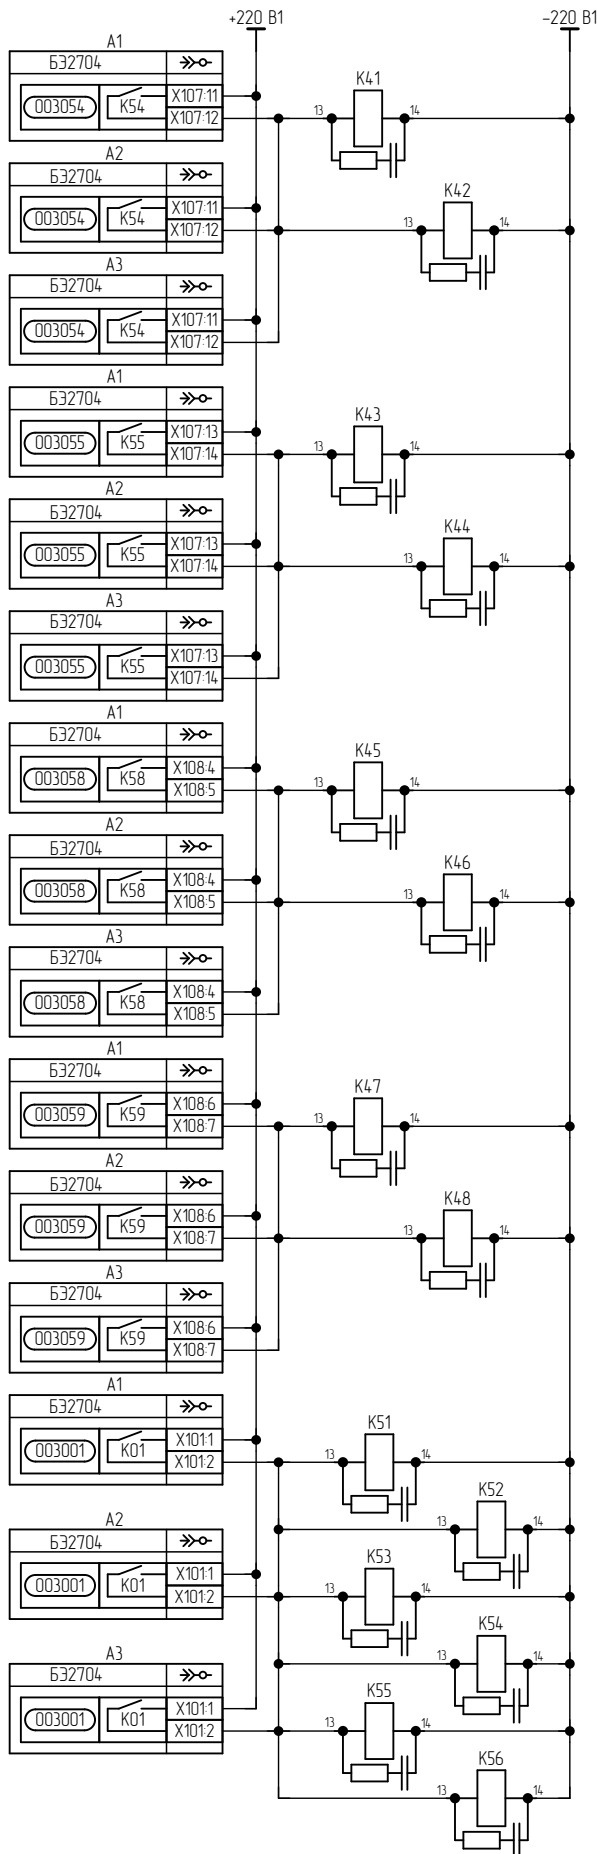 +220 В1
−220 В1
А1
БЭ2704
003054
К54
Х107:11
Х107:12
13
К41
14
А2
БЭ2704
003054
К54
Х107:11
Х107:12
13
К42
14
А3
БЭ2704
003054
К54
Х107:11
Х107:12
А1
БЭ2704
003055
К55
Х107:13
Х107:14
13
К43
14
А2
БЭ2704
003055
К55
Х107:13
Х107:14
13
К44
14
А3
БЭ2704
003055
К55
Х107:13
Х107:14
А1
БЭ2704
003058
К58
Х108:4
Х108:5
13
К45
14
А2
БЭ2704
003058
К58
Х108:4
Х108:5
13
К46
14
А3
БЭ2704
003058
К58
Х108:4
Х108:5
А1
БЭ2704
003059
К59
Х108:6
Х108:7
13
К47
14
А2
БЭ2704
003059
К59
Х108:6
Х108:7
13
К48
14
А3
БЭ2704
003059
К59
Х108:6
Х108:7
А1
БЭ2704
003001
К01
Х101:1
Х101:2
13
К51
14
13
К52
14
А2
БЭ2704
003001
К01
Х101:1
Х101:2
13
К53
14
13
К54
14
А3
БЭ2704
003001
К01
Х101:1
Х101:2
13
К55
14
13
К56
14